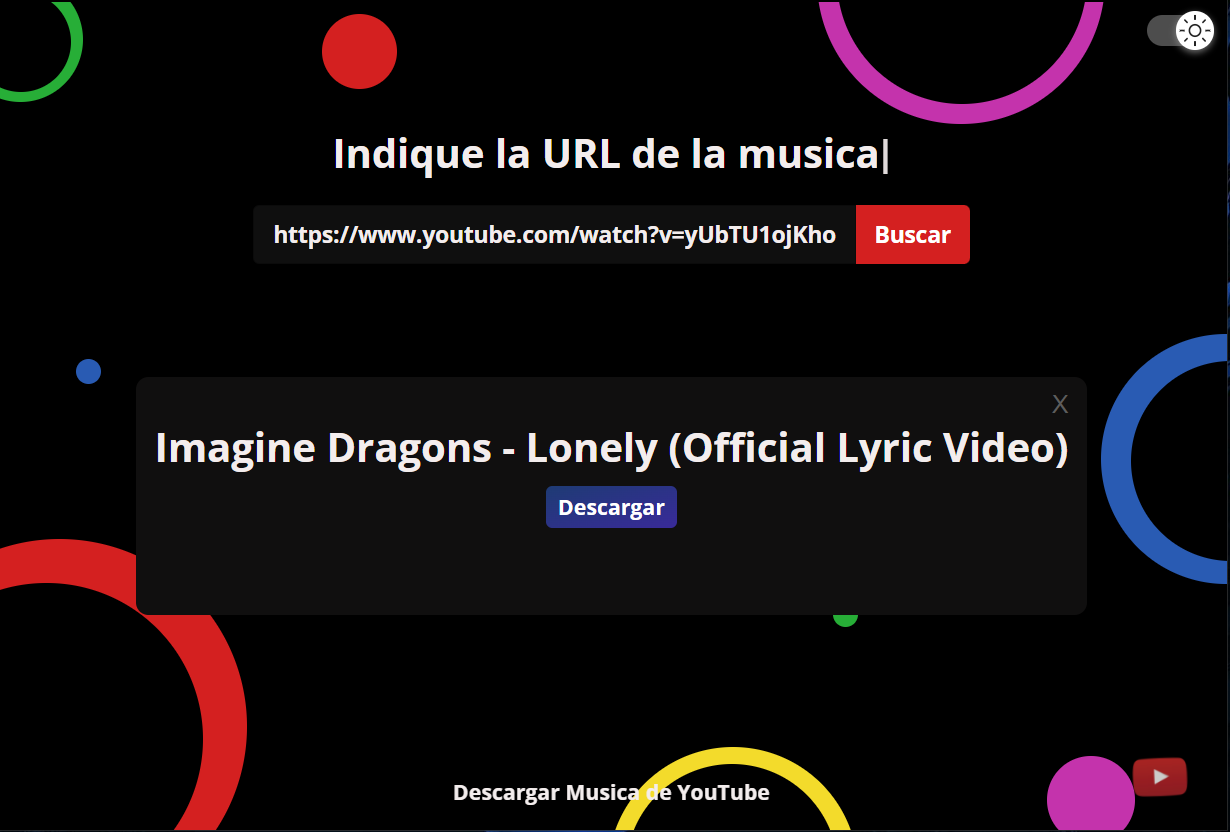 Indique la URL de la musica|
https://www.youtube.com/watch?v=yUbTU1ojKho Buscar
X
Imagine Dragons - Lonely (Official Lyric Video)
Descargar
Descargar Musica de YouTube